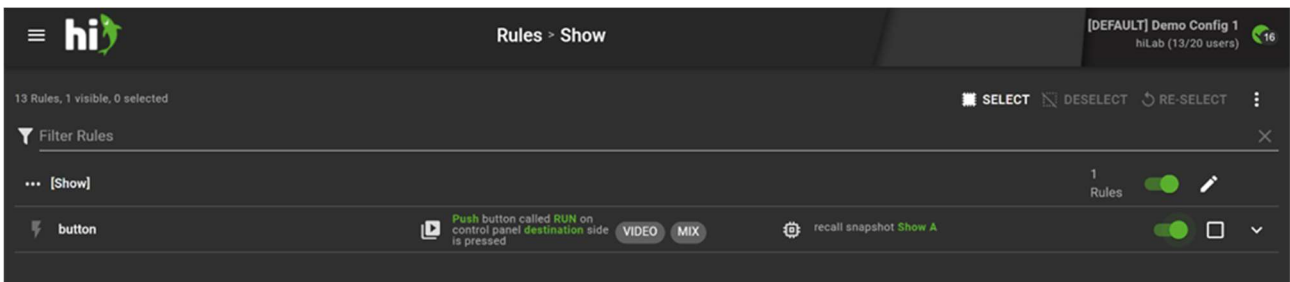 hi
Rules > Show
[DEFAULT] Demo Config 1
hiLab (13/20 users)
16
13 Rules, 1 visible, 0 selected
SELECT
DESELECT
RE-SELECT
Filter Rules
[Show]
1
Rules
button
Push button called RUN on
control panel destination side
is pressed
VIDEO
MIX
recall snapshot Show A